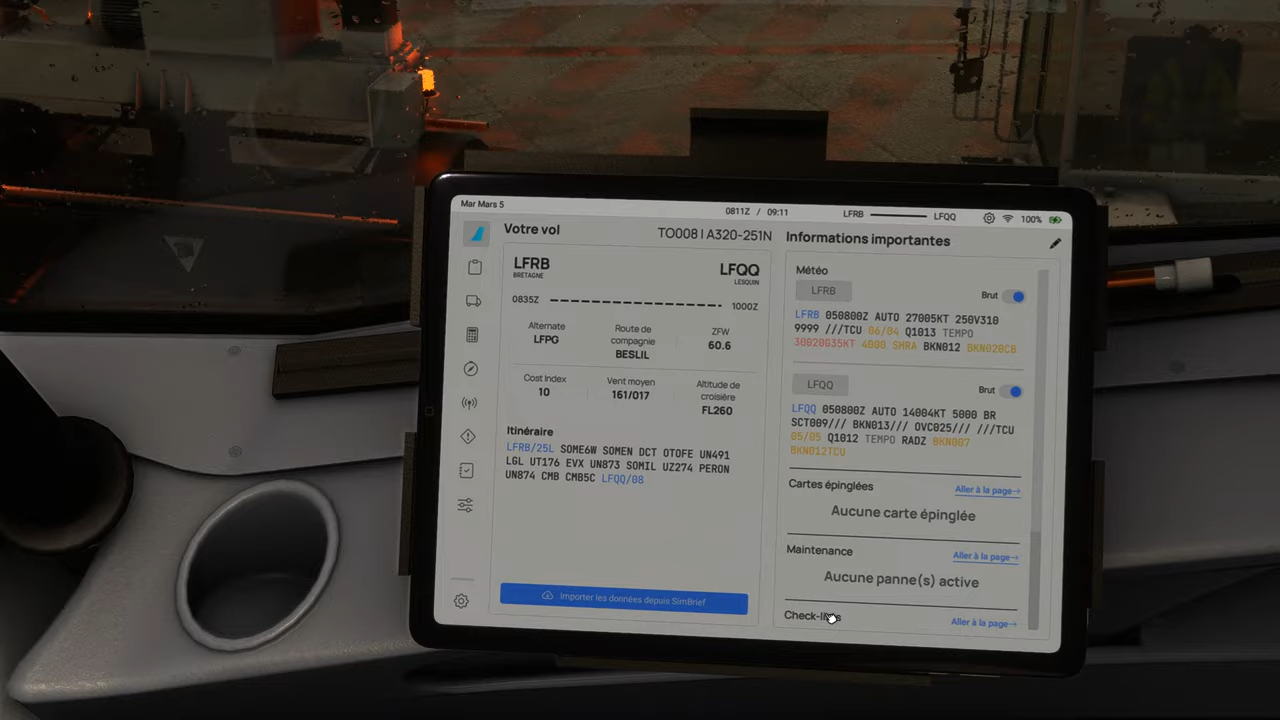 Mar Mars 5
0811Z / 09:11
LFRB
LFQQ
100%
Votre vol
TO008 | A320-251N
LFRB
BRETAGNE
LFQQ
LESQUIN
0835Z
1000Z
Alternate
LFPG
Route de
compagnie
BESLIL
ZFW
60.6
Cost Index
10
Vent moyen
161/017
Altitude de
croisière
FL260
Itinéraire
LFRB/25L SOME6W SOMEN DCT OTOFE UN491
LGL UT176 EVX UN873 SOMIL UZ274 PERON
UN874 CMB CMB5C LFQQ/08
Importer les données depuis SimBrief
Informations importantes
Météo
LFRB
Brut
LFRB 050800Z AUTO 27005KT 250V310
9999 ///TCU 06/04 Q1013 TEMPO
30020G35KT 4000 SHRA BKN012 BKN020CB
LFQQ
Brut
LFQQ 050800Z AUTO 14004KT 5000 BR
SCT009/// BKN013/// OVC025/// ///TCU
05/05 Q1012 TEMPO RADZ BKN007
BKN012TCU
Cartes épinglées
Aller à la page→
Aucune carte épinglée
Maintenance
Aller à la page→
Aucune panne(s) active
Aller à la page→